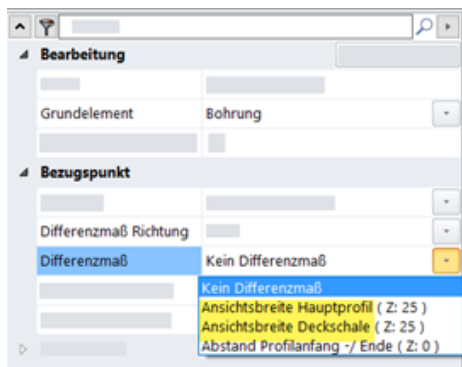 Bearbeitung
Grundelement Bohrung
Bezugspunkt
Differenzmaß Richtung
Differenzmaß Kein Differenzmaß
Kein Differenzmaß
Ansichtsbreite Hauptprofil ( Z: 25 )
Ansichtsbreite Deckschale ( Z: 25 )
Abstand Profilanfang -/ Ende ( Z: 0 )